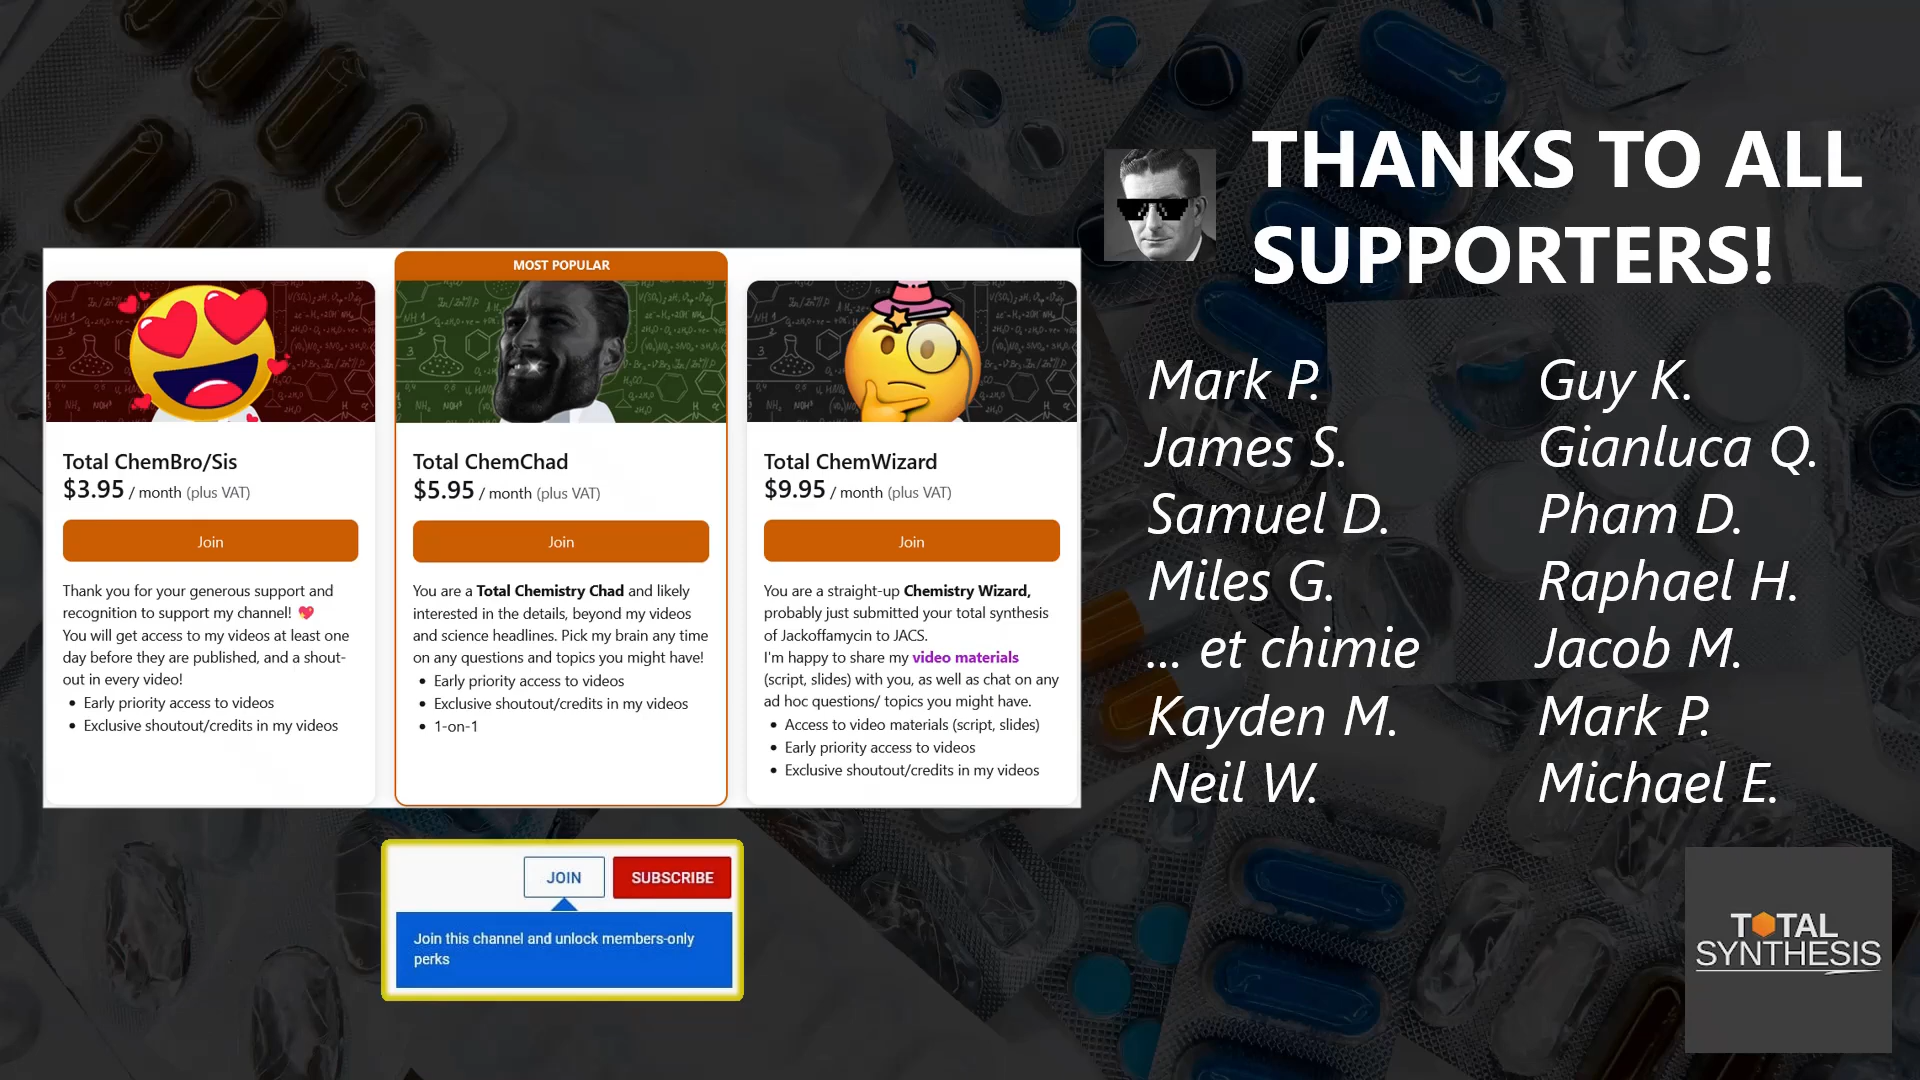 THANKS TO ALL
SUPPORTERS!
MOST POPULAR
Total ChemBro/Sis
$3.95 / month (plus VAT)
Join
Thank you for your generous support and
recognition to support my channel! 💖
You will get access to my videos at least one
day before they are published, and a shout-
out in every video!
• Early priority access to videos
• Exclusive shoutout/credits in my videos
Total ChemChad
$5.95 / month (plus VAT)
Join
You are a Total Chemistry Chad and likely
interested in the details, beyond my videos
and science headlines. Pick my brain any time
on any questions and topics you might have!
• Early priority access to videos
• Exclusive shoutout/credits in my videos
• 1-on-1
Total ChemWizard
$9.95 / month (plus VAT)
Join
You are a straight-up Chemistry Wizard,
probably just submitted your total synthesis
of Jackoffamycin to JACS.
I'm happy to share my video materials
(script, slides) with you, as well as chat on any
ad hoc questions/ topics you might have.
• Access to video materials (script, slides)
• Early priority access to videos
• Exclusive shoutout/credits in my videos
Mark P.
James S.
Samuel D.
Miles G.
... et chimie
Kayden M.
Neil W.
Guy K.
Gianluca Q.
Pham D.
Raphael H.
Jacob M.
Mark P.
Michael E.
JOIN
SUBSCRIBE
Join this channel and unlock members-only
perks
TOTAL
SYNTHESIS